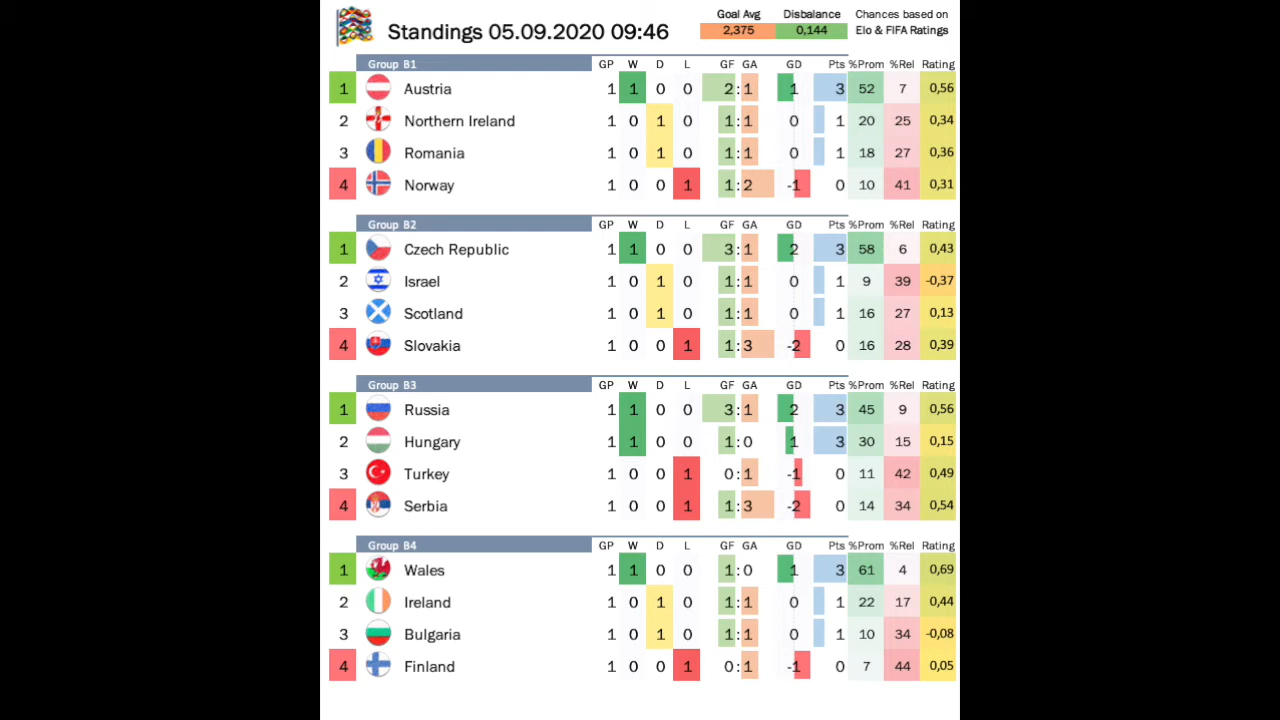 Goal Avg Disbalance Chances based on
Standings 05.09.2020 09:46 2,375 0,144 Elo & FIFA Ratings
Group B1 GP W D L GF GA GD Pts %Prom %Rel Rating
1 Austria 1 1 0 0 2:1 1 3 52 7 0,56
2 Northern Ireland 1 0 1 0 1:1 0 1 20 25 0,34
3 Romania 1 0 1 0 1:1 0 1 18 27 0,36
4 Norway 1 0 0 1 1:2 -1 0 10 41 0,31
Group B2 GP W D L GF GA GD Pts %Prom %Rel Rating
1 Czech Republic 1 1 0 0 3:1 2 3 58 6 0,43
2 Israel 1 0 1 0 1:1 0 1 9 39 -0,37
3 Scotland 1 0 1 0 1:1 0 1 16 27 0,13
4 Slovakia 1 0 0 1 1:3 -2 0 16 28 0,39
Group B3 GP W D L GF GA GD Pts %Prom %Rel Rating
1 Russia 1 1 0 0 3:1 2 3 45 9 0,56
2 Hungary 1 1 0 0 1:0 1 3 30 15 0,15
3 Turkey 1 0 0 1 0:1 -1 0 11 42 0,49
4 Serbia 1 0 0 1 1:3 -2 0 14 34 0,54
Group B4 GP W D L GF GA GD Pts %Prom %Rel Rating
1 Wales 1 1 0 0 1:0 1 3 61 4 0,69
2 Ireland 1 0 1 0 1:1 0 1 22 17 0,44
3 Bulgaria 1 0 1 0 1:1 0 1 10 34 -0,08
4 Finland 1 0 0 1 0:1 -1 0 7 44 0,05